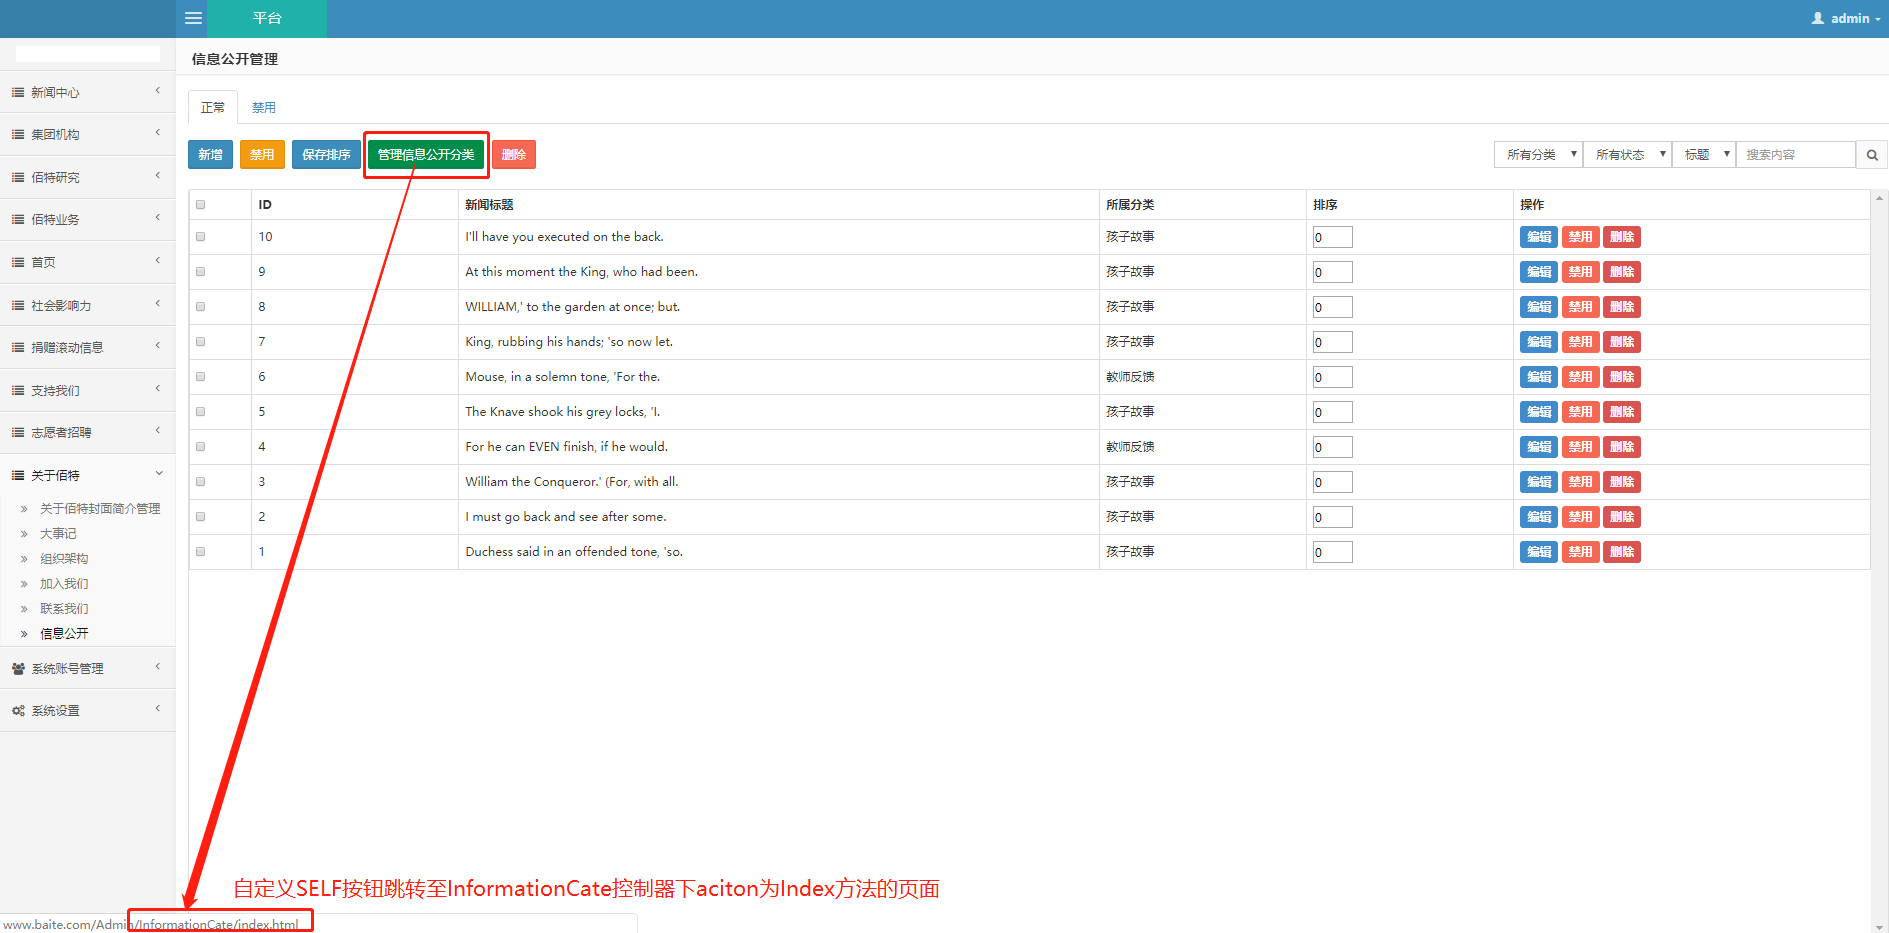 平台
admin
信息公开管理
新闻中心
集团机构
佰特研究
佰特业务
首页
社会影响力
捐赠滚动信息
支持我们
志愿者招聘
关于佰特
关于佰特封面简介管理
大事记
组织架构
加入我们
联系我们
信息公开
系统账号管理
系统设置
正常 禁用
新增 禁用 保存排序 管理信息公开分类 删除
所有分类 所有状态 标题 搜索内容
ID 新闻标题 所属分类 排序 操作
10 I'll have you executed on the back. 孩子故事 0 编辑 禁用 删除
9 At this moment the King, who had been. 孩子故事 0 编辑 禁用 删除
8 WILLIAM,' to the garden at once; but. 孩子故事 0 编辑 禁用 删除
7 King, rubbing his hands; 'so now let. 孩子故事 0 编辑 禁用 删除
6 Mouse, in a solemn tone, 'For the. 教师反馈 0 编辑 禁用 删除
5 The Knave shook his grey locks, 'I. 孩子故事 0 编辑 禁用 删除
4 For he can EVEN finish, if he would. 教师反馈 0 编辑 禁用 删除
3 William the Conqueror.' (For, with all. 孩子故事 0 编辑 禁用 删除
2 I must go back and see after some. 孩子故事 0 编辑 禁用 删除
1 Duchess said in an offended tone, 'so. 孩子故事 0 编辑 禁用 删除
自定义SELF按钮跳转至InformationCate控制器下aciton为Index方法的页面
www.baite.com/Admin/InformationCate/index.html